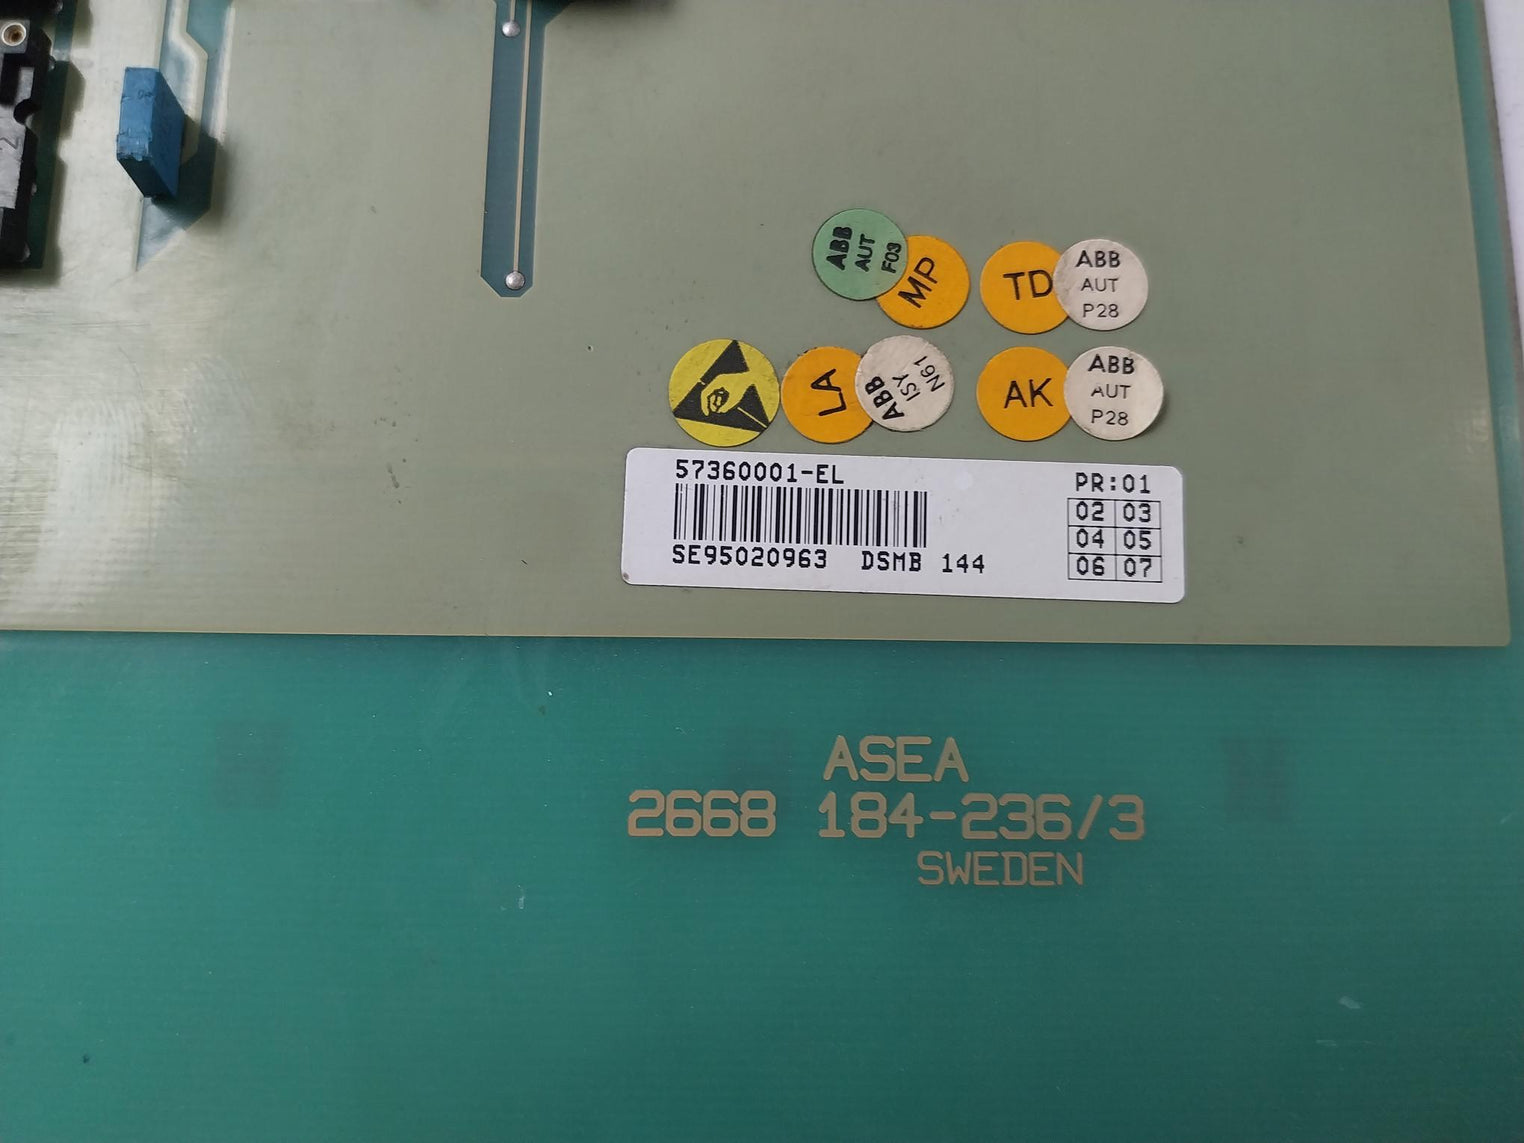 ABB
AUT
F03
MP
TD
ABB
AUT
P28
LA
ABB
ISY
N61
AK
ABB
AUT
P28
57360001-EL
PR:01
02 03
04 05
06 07
SE95020963 DSMB 144
ASEA
2668 184-236/3
SWEDEN